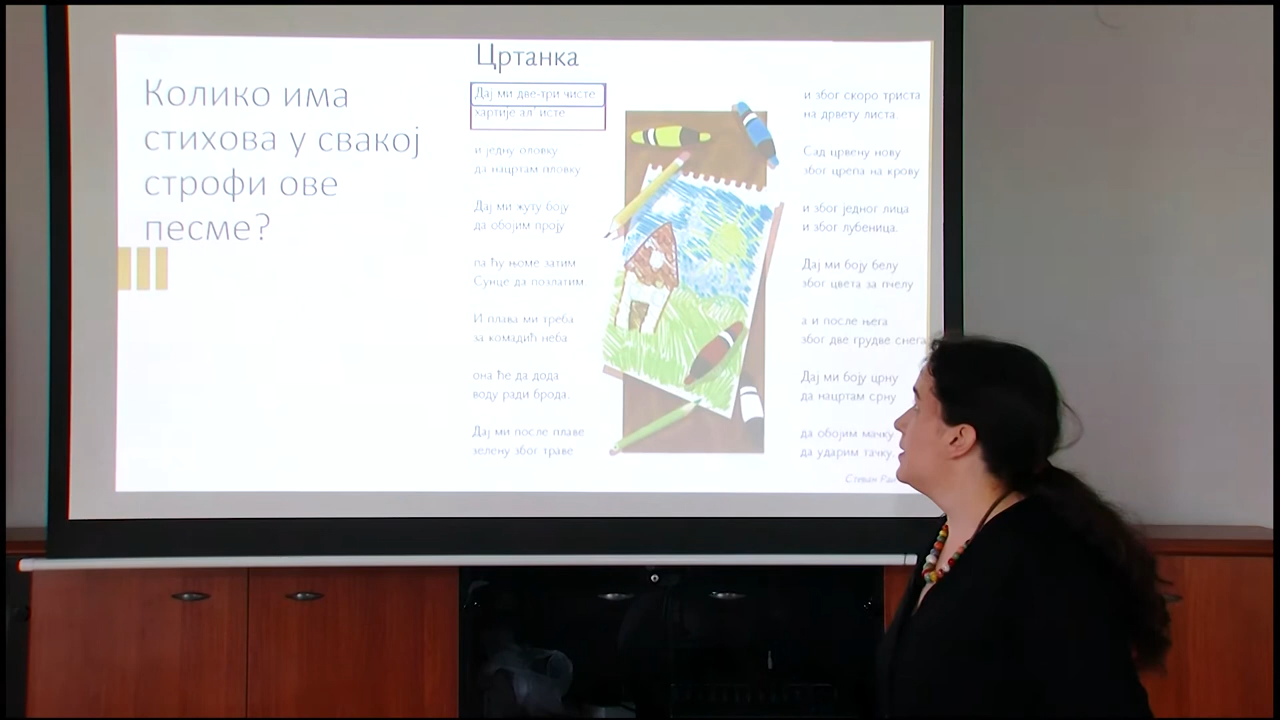 Колико има
стихова у свакој
строфи ове
песме?
Цртанка
Дај ми две-три чисте
хартије ал' исте
и једну оловку
да нацртам пловку
Дај ми жуту боју
да обојим проју
па ћу њоме затим
Сунце да позлатим
И плава ми треба
за комадић неба
она ће да дода
воду ради брода.
Дај ми после плаве
зелену због траве
и због скоро триста
на дрвету листа.
Сад црвену нову
због црепа на крову
и због једног лица
и због лубеница.
Дај ми боју белу
због цвета за пчелу
а и после њега
због две грудве снега
Дај ми боју црну
да нацртам срну
да обојим мачку
да ударим тачку.
Стеван